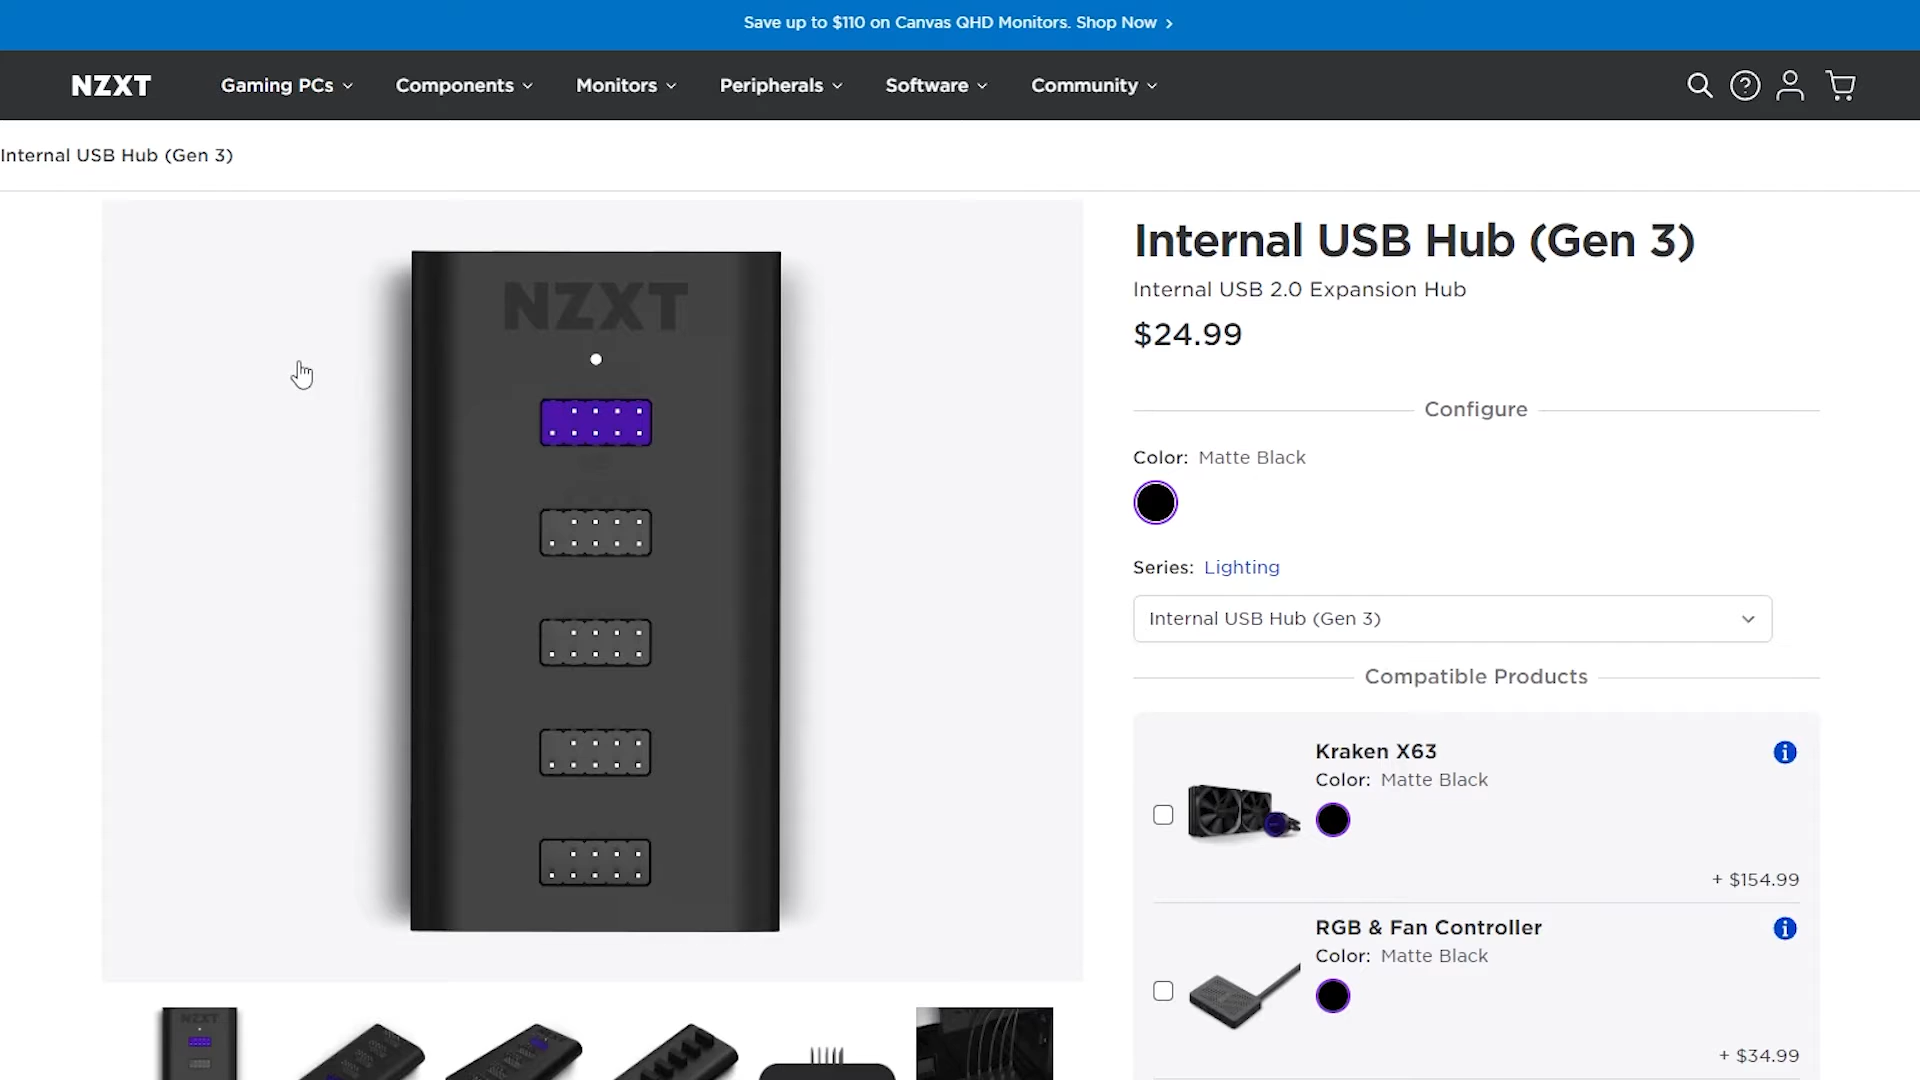 Save up to $110 on Canvas QHD Monitors. Shop Now
NZXT
Gaming PCs
Components
Monitors
Peripherals
Software
Community
Internal USB Hub (Gen 3)
NZXT
Internal USB Hub (Gen 3)
Internal USB 2.0 Expansion Hub
$24.99
Configure
Color: Matte Black
Series: Lighting
Internal USB Hub (Gen 3)
Compatible Products
Kraken X63
Color: Matte Black
+ $154.99
RGB & Fan Controller
Color: Matte Black
+ $34.99
NZXT